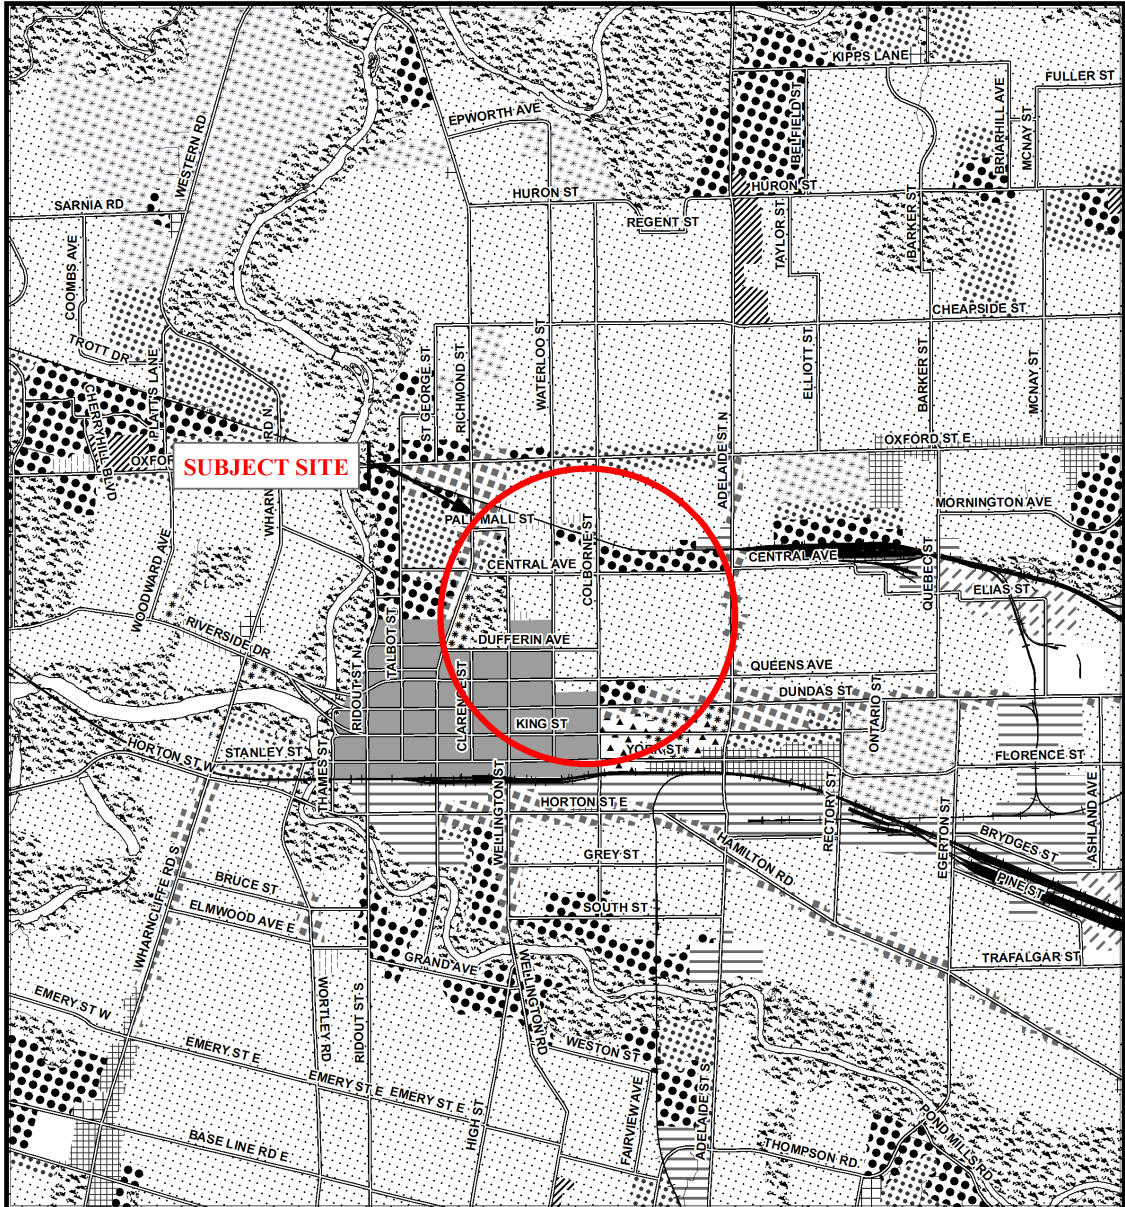 KIPPS LANE
FULLER ST
EPWORTH AVE
BELFIELD ST
BRIARHILL AVE
MCNAY ST
WESTERN RD
HURON ST
HURON ST
SARNIA RD
REGENT ST
TAYLOR ST
BARKER ST
COOMBS AVE
CHEAPSIDE ST
TROTT DR
PLATT'S LANE
ST GEORGE ST
RICHMOND ST
WATERLOO ST
ELLIOTT ST
BARKER ST
MCNAY ST
CHERRYHILL BLVD
RD N
ADELAIDE ST N
OXFORD ST E
OXFOR
SUBJECT SITE
WHARN
MORNINGTON AVE
PALL MALL ST
COLBORNE ST
CENTRAL AVE
CENTRAL AVE
QUEBEC ST
WOODWARD AVE
ELIAS ST
RIVERSIDE DR
TALBOT ST
DUFFERIN AVE
QUEENS AVE
RIDOUT ST N
CLARENCE ST
DUNDAS ST
ONTARIO ST
KING ST
HORTON ST W
STANLEY ST
YORK ST
FLORENCE ST
THAMES ST
WELLINGTON ST
HORTON ST E
RECTORY ST
EGERTON ST
ASHLAND AVE
BRYDGES ST
GREY ST
HAMILTON RD
PINE ST
WHARNCLIFFE RD S
BRUCE ST
ELMWOOD AVE E
SOUTH ST
GRAND AVE
TRAFALGAR ST
WELLINGTON RD
EMERY ST W
WORTLEY RD
RIDOUT ST S
EMERY ST E
WESTON ST
EMERY ST E
EMERY ST E
HIGH ST
FAIRVIEW AVE
ADELAIDE ST S
POND MILLS RD
BASE LINE RD E
THOMPSON RD